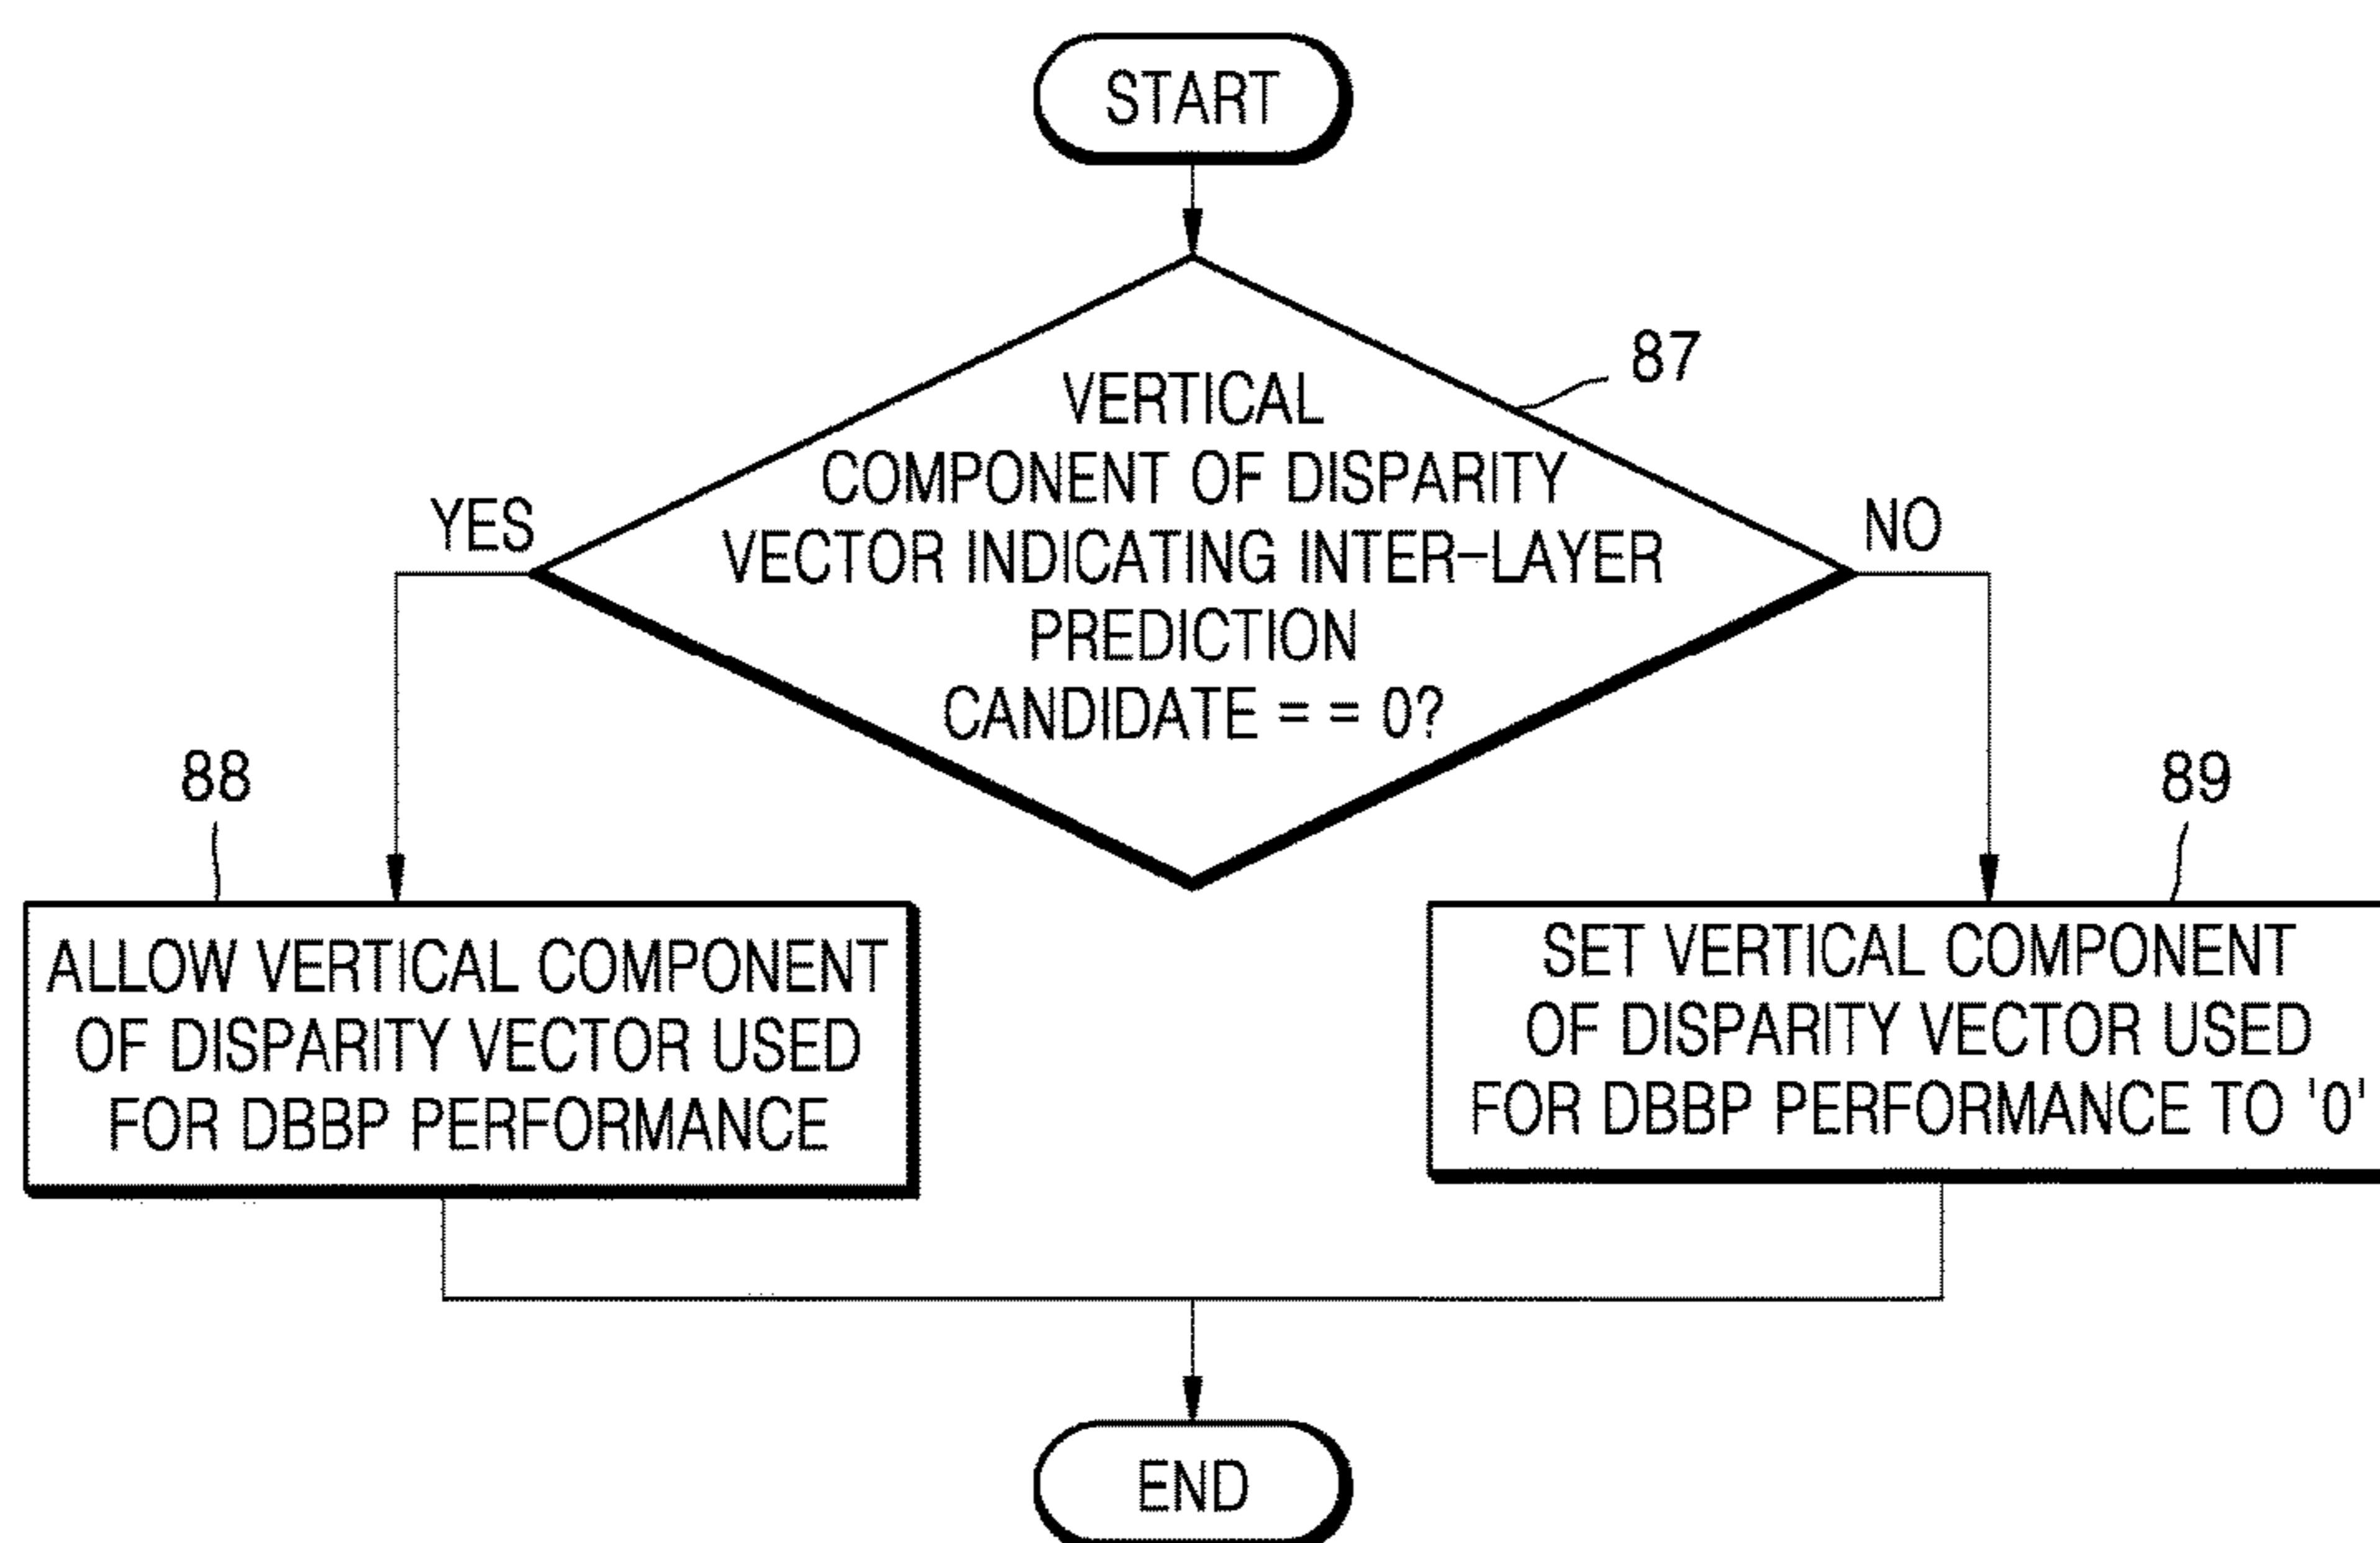 START
87
VERTICAL
COMPONENT OF DISPARITY
VECTOR INDICATING INTER-LAYER
PREDICTION
CANDIDATE = = 0?
YES
NO
88
ALLOW VERTICAL COMPONENT
OF DISPARITY VECTOR USED
FOR DBBP PERFORMANCE
89
SET VERTICAL COMPONENT
OF DISPARITY VECTOR USED
FOR DBBP PERFORMANCE TO '0'
END